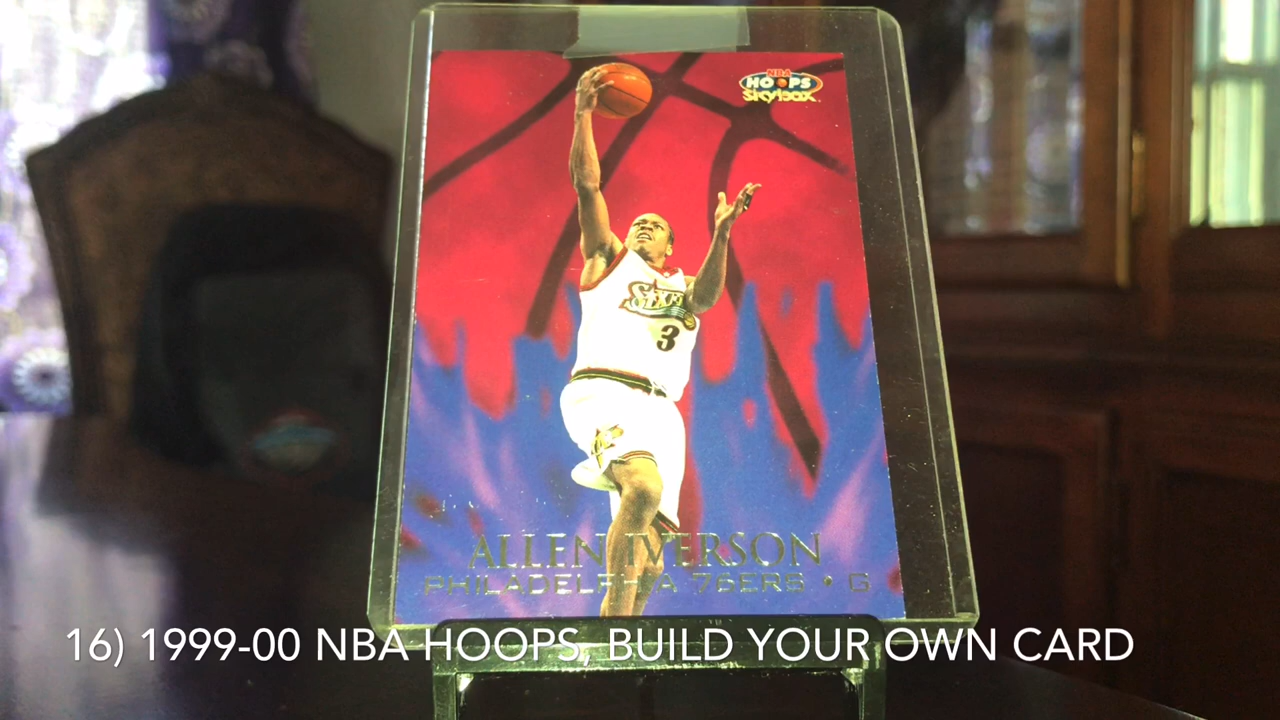 NBA
HOOPS
SKYBOX
SIXERS
3
ALLEN IVERSON
PHILADELPHIA 76ERS • G
16) 1999-00 NBA HOOPS, BUILD YOUR OWN CARD